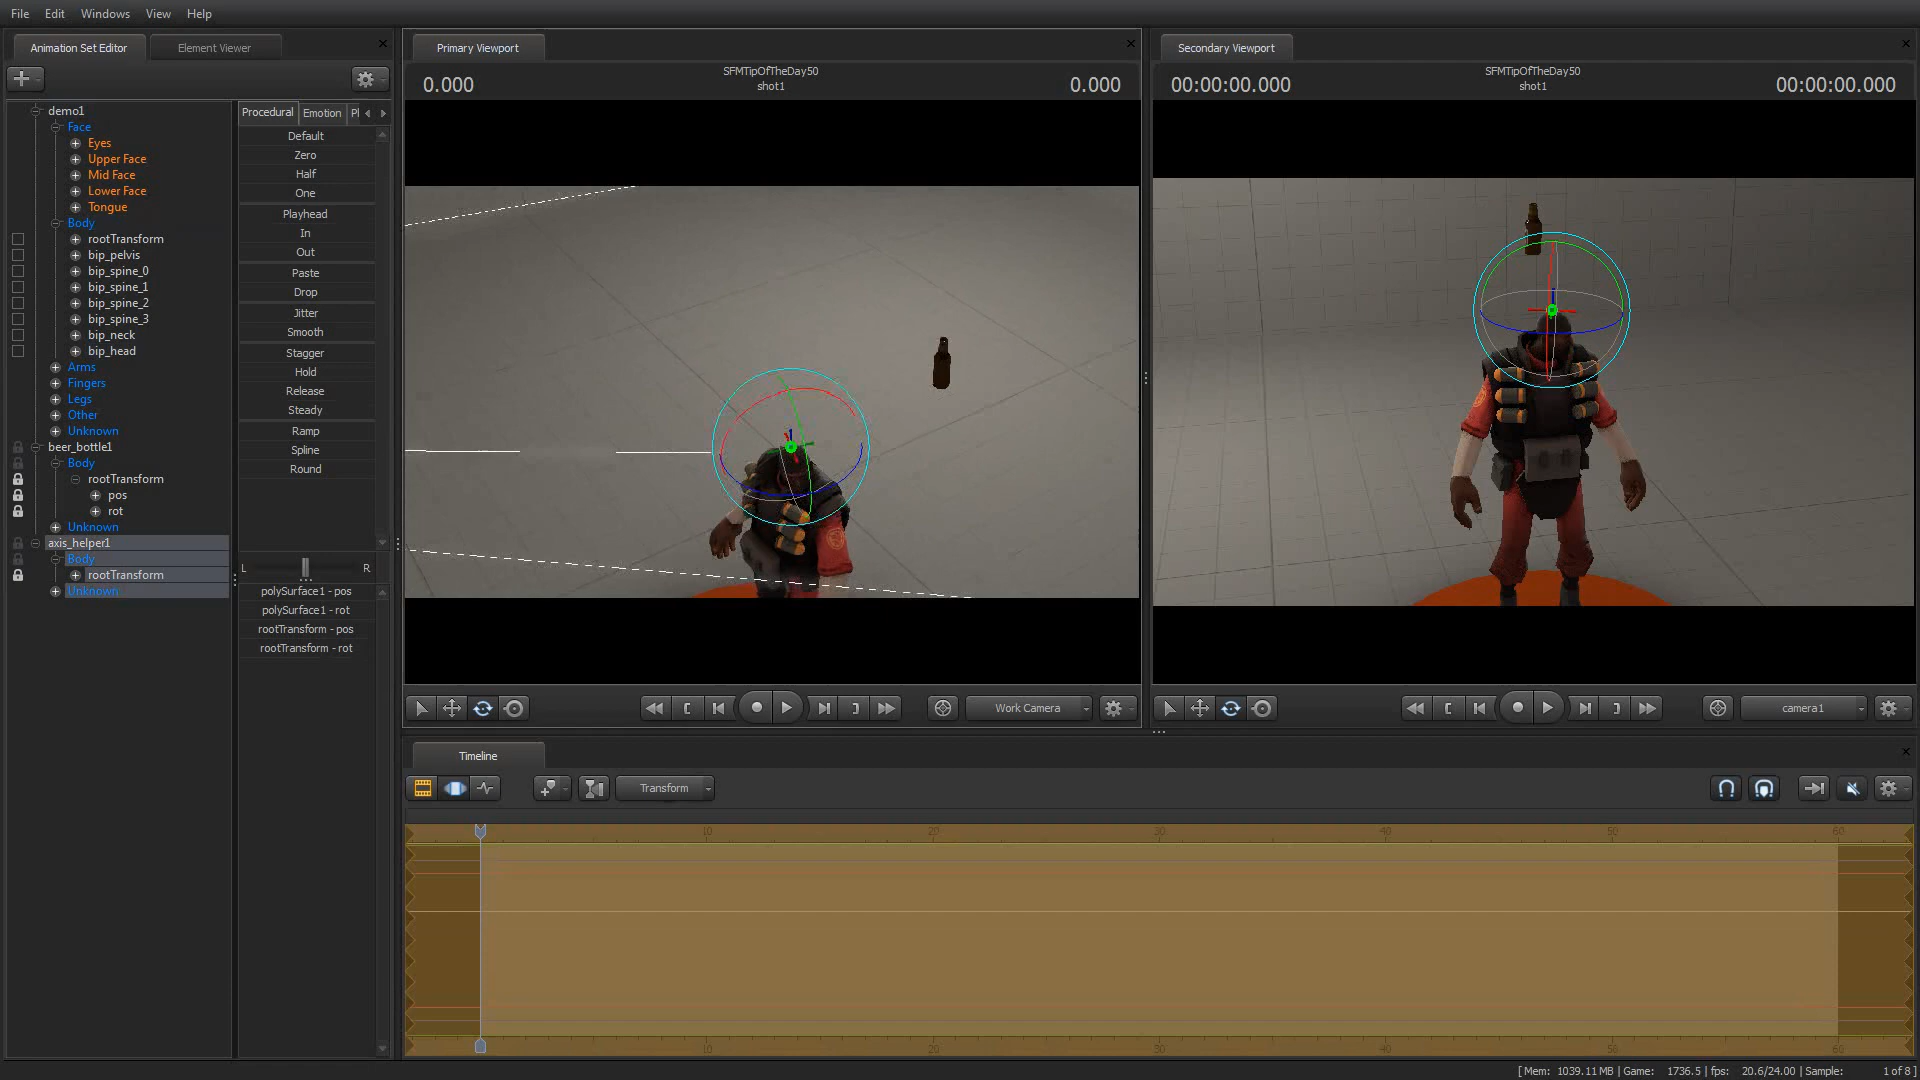 File Edit Windows View Help
Animation Set Editor
Element Viewer
Primary Viewport
Secondary Viewport
0.000
SFMTipOfTheDay50
shot1
0.000
00:00:00.000
SFMTipOfTheDay50
shot1
00:00:00.000
demo1
Face
Eyes
Upper Face
Mid Face
Lower Face
Tongue
Body
rootTransform
bip_pelvis
bip_spine_0
bip_spine_1
bip_spine_2
bip_spine_3
bip_neck
bip_head
Arms
Fingers
Legs
Other
Unknown
beer_bottle1
Body
rootTransform
pos
rot
Unknown
axis_helper1
Body
rootTransform
Unknown
Procedural Emotion
Default
Zero
Half
One
Playhead
In
Out
Paste
Drop
Jitter
Smooth
Stagger
Hold
Release
Steady
Ramp
Spline
Round
L R
polySurface1 - pos
polySurface1 - rot
rootTransform - pos
rootTransform - rot
Work Camera
camera1
Timeline
Transform
10 20 30 40 50 60
10 20 30 40 50 60
[ Mem: 1039.11 MB | Game: 1736.5 | fps: 20.6/24.00 | Sample: 1 of 8 ]